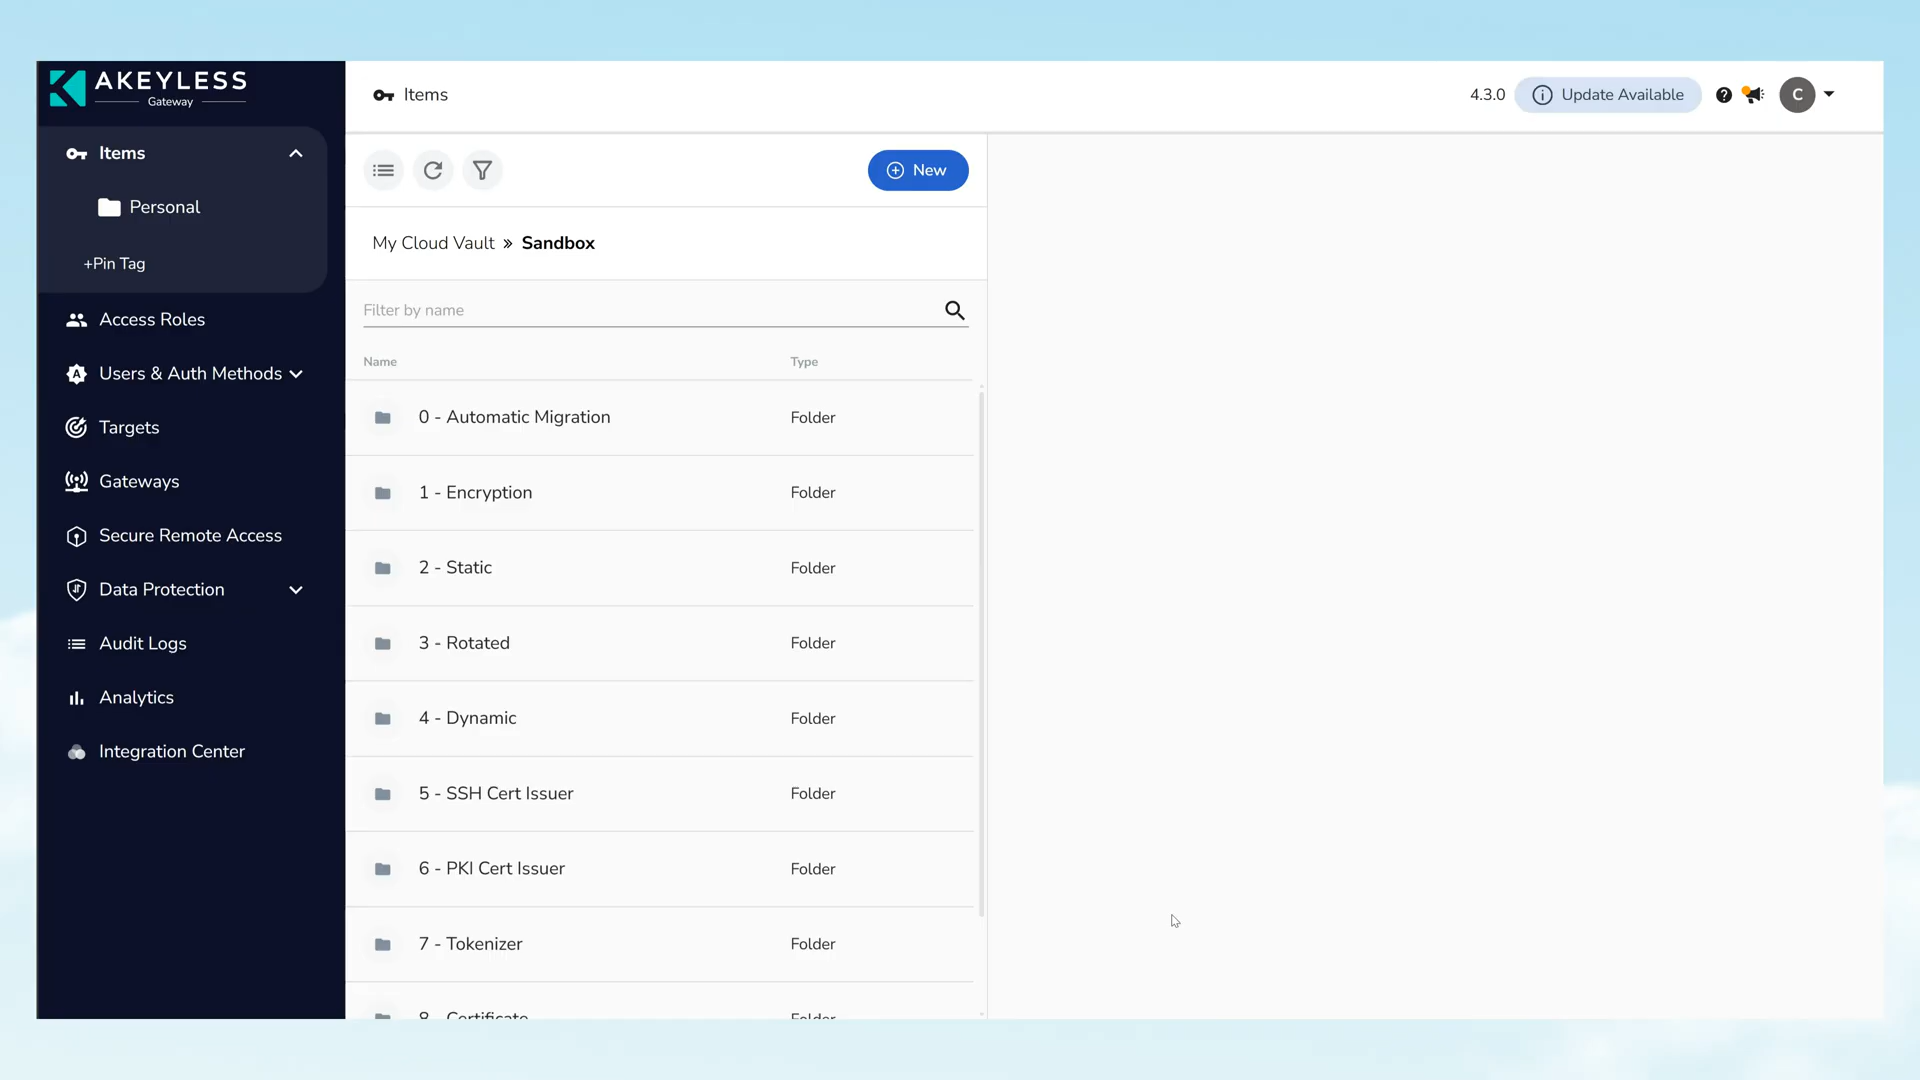 AKEYLESS
Gateway
Items
Personal
+Pin Tag
Access Roles
Users & Auth Methods
Targets
Gateways
Secure Remote Access
Data Protection
Audit Logs
Analytics
Integration Center
Items
4.3.0
Update Available
C
New
My Cloud Vault » Sandbox
Filter by name
Name Type
0 - Automatic Migration Folder
1 - Encryption Folder
2 - Static Folder
3 - Rotated Folder
4 - Dynamic Folder
5 - SSH Cert Issuer Folder
6 - PKI Cert Issuer Folder
7 - Tokenizer Folder
8 - Certificate Folder